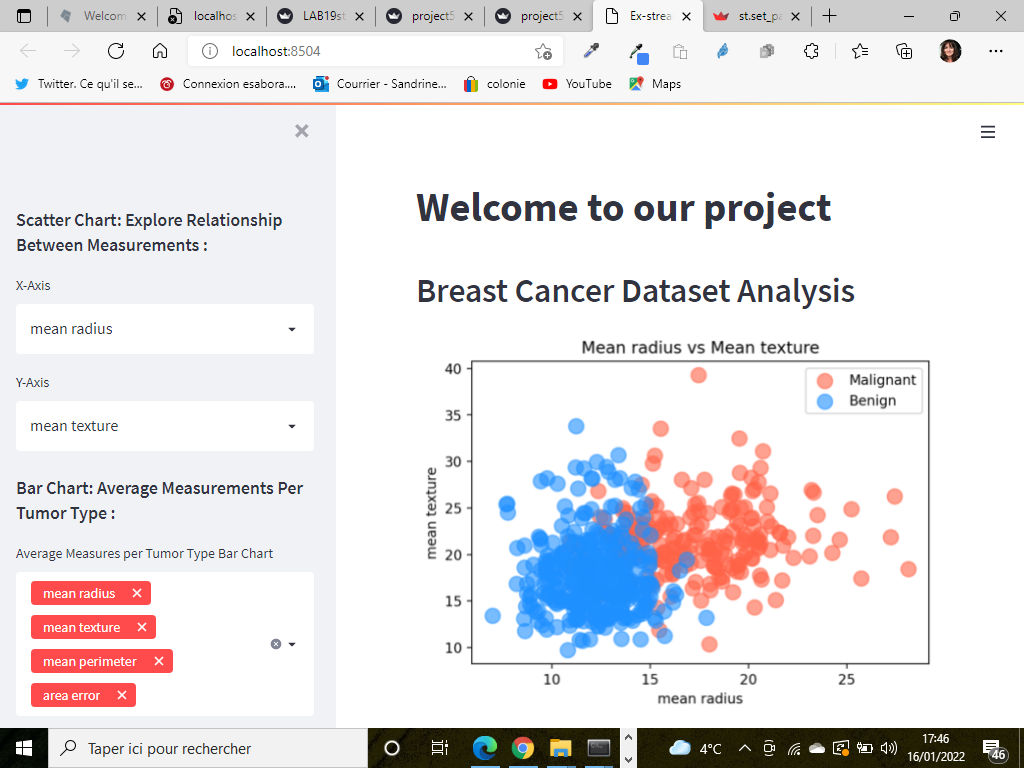 Welcom
localhos
LAB19st
project5
project5
Ex-strea
st.set_pa
localhost:8504
Twitter. Ce qu'il se...
Connexion esabora....
Courrier - Sandrine...
colonie
YouTube
Maps
Scatter Chart: Explore Relationship
Between Measurements :
X-Axis
mean radius
Y-Axis
mean texture
Bar Chart: Average Measurements Per
Tumor Type :
Average Measures per Tumor Type Bar Chart
mean radius
mean texture
mean perimeter
area error
Welcome to our project
Breast Cancer Dataset Analysis
Mean radius vs Mean texture
Malignant
Benign
mean texture
40
35
30
25
20
15
10
10 15 20 25
mean radius
Taper ici pour rechercher
4°C
17:46
16/01/2022
46